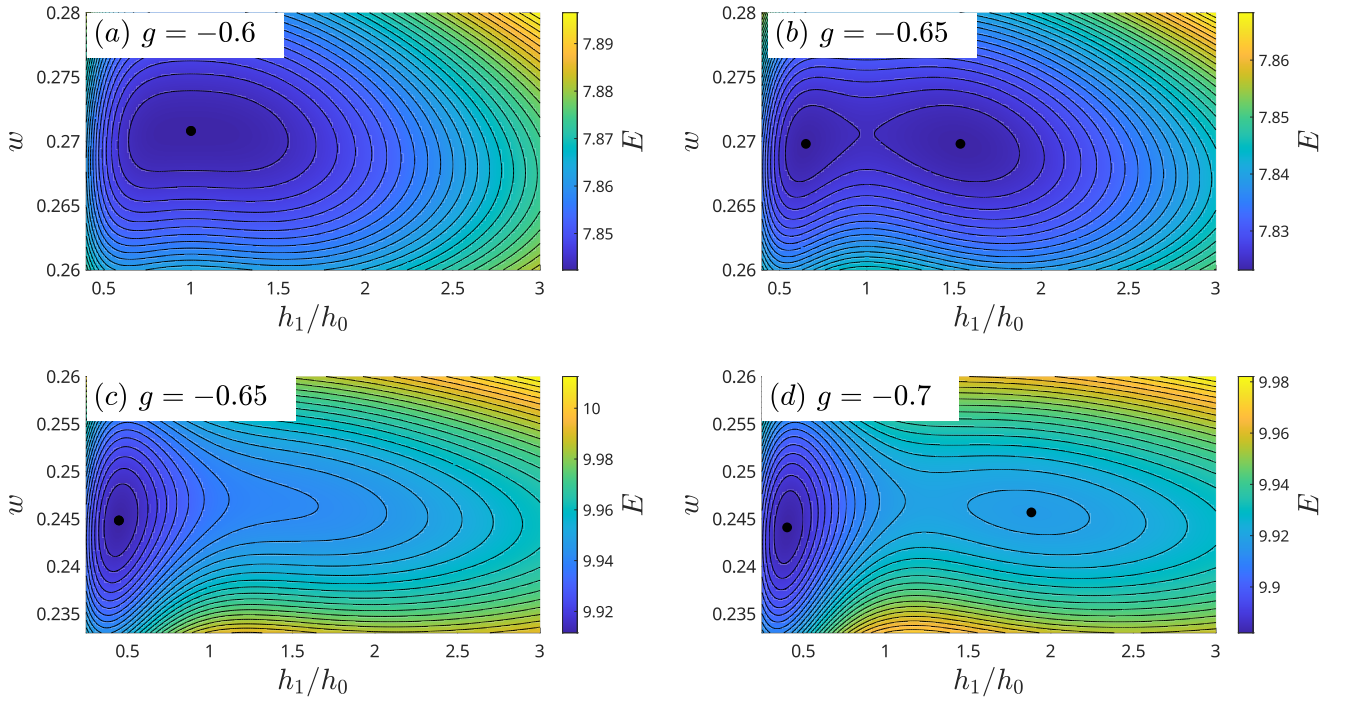 (a) g = −0.6
0.28
0.275
0.27
0.265
0.26
w
0.5 1 1.5 2 2.5 3
h₁/h₀
7.89
7.88
7.87
7.86
7.85
E
(b) g = −0.65
0.28
0.275
0.27
0.265
0.26
w
0.5 1 1.5 2 2.5 3
h₁/h₀
7.86
7.85
7.84
7.83
E
(c) g = −0.65
0.26
0.255
0.25
0.245
0.24
0.235
w
0.5 1 1.5 2 2.5 3
h₁/h₀
10
9.98
9.96
9.94
9.92
E
(d) g = −0.7
0.26
0.255
0.25
0.245
0.24
0.235
w
0.5 1 1.5 2 2.5 3
h₁/h₀
9.98
9.96
9.94
9.92
9.9
E